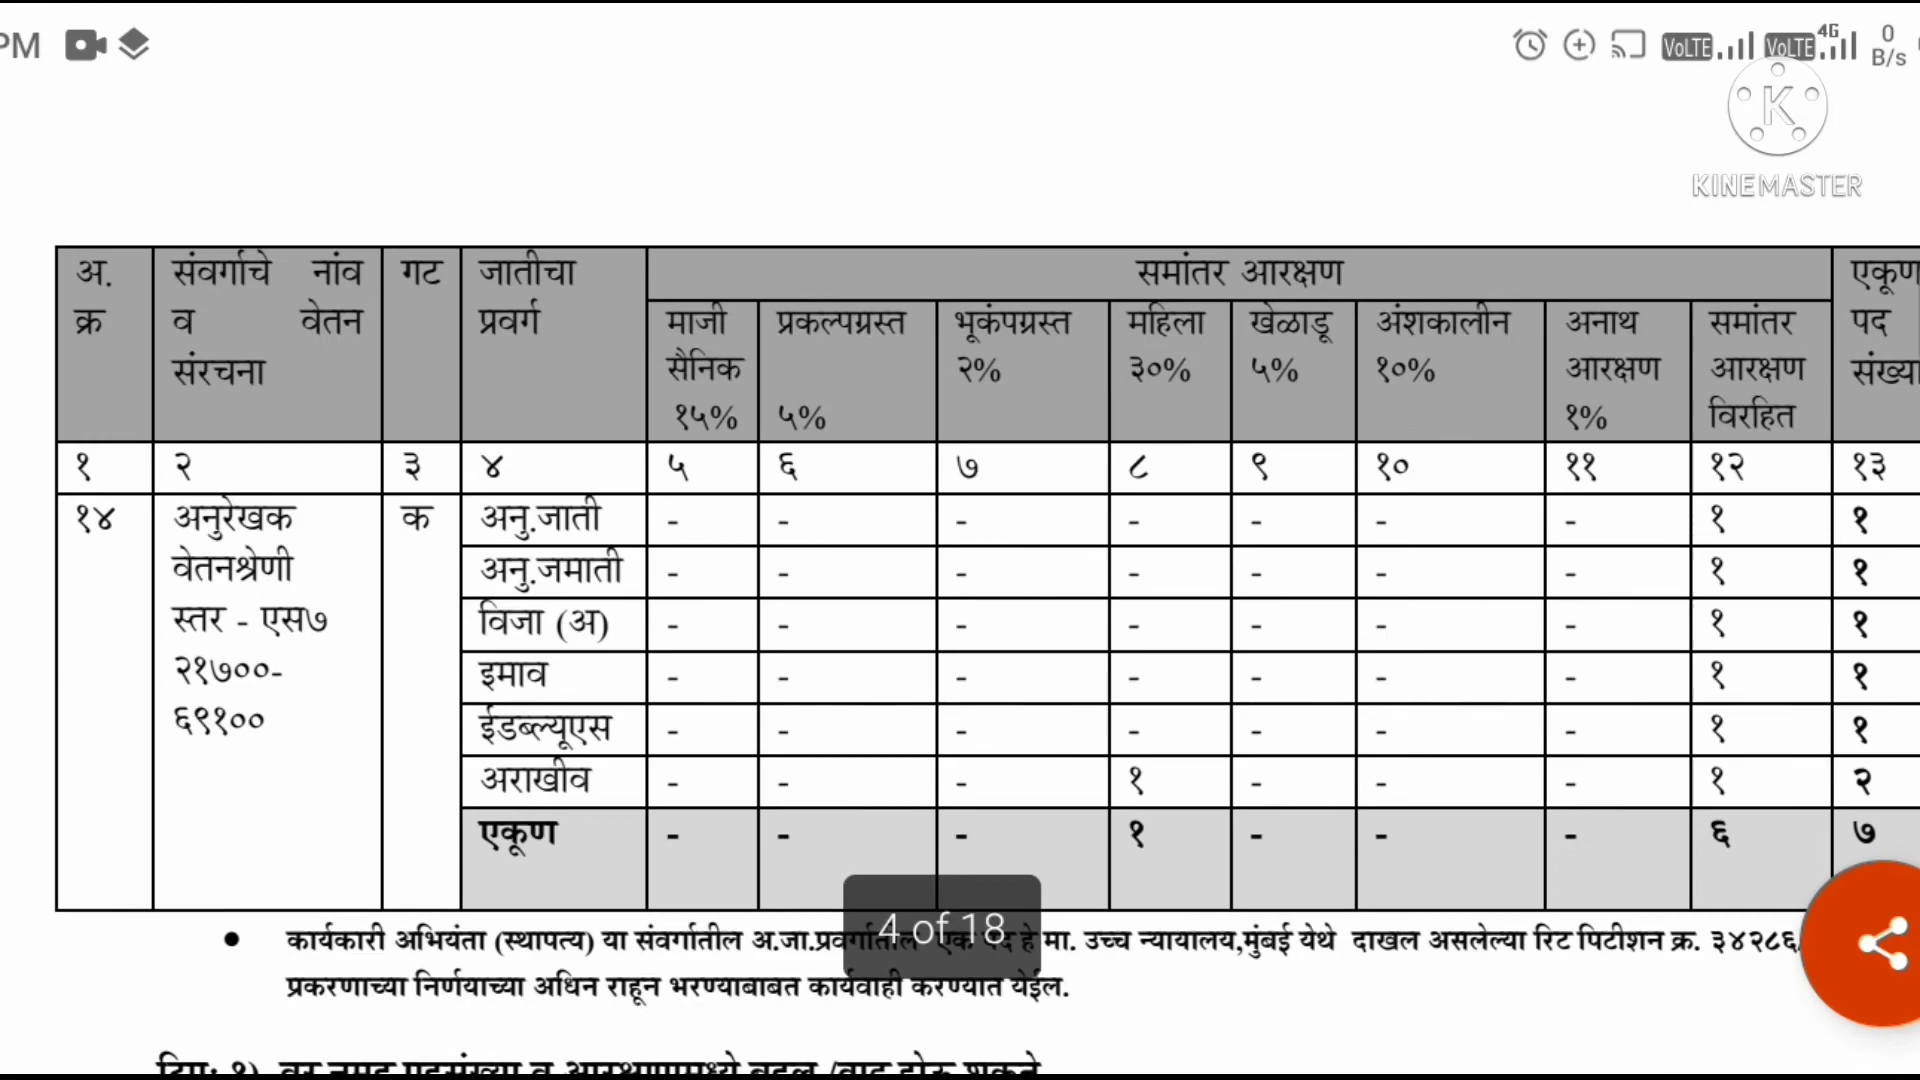 PM VoLTE VoLTE 4G 0 B/s
K
KINEMASTER
अ. क्र | संवर्गाचे नांव व वेतन संरचना | गट | जातीचा प्रवर्ग | समांतर आरक्षण | एकूण पद संख्या
माजी सैनिक १५% | प्रकल्पग्रस्त ५% | भूकंपग्रस्त २% | महिला ३०% | खेळाडू ५% | अंशकालीन १०% | अनाथ आरक्षण १% | समांतर आरक्षण विरहित
१ २ ३ ४ ५ ६ ७ ८ ९ १० ११ १२ १३
१४ अनुरेखक क अनु.जाती - - - - - - - १ १
वेतनश्रेणी अनु.जमाती - - - - - - - १ १
स्तर - एस७ विजा (अ) - - - - - - - १ १
२१७००- इमाव - - - - - - - १ १
६९१०० ईडब्ल्यूएस - - - - - - - १ १
अराखीव - - - १ - - - १ २
एकूण - - - १ - - - ६ ७
4 of 18
• कार्यकारी अभियंता (स्थापत्य) या संवर्गातील अ.जा.प्रवर्गातील एक पद हे मा. उच्च न्यायालय,मुंबई येथे दाखल असलेल्या रिट पिटीशन क्र. ३४२८६
प्रकरणाच्या निर्णयाच्या अधिन राहून भरण्याबाबत कार्यवाही करण्यात येईल.